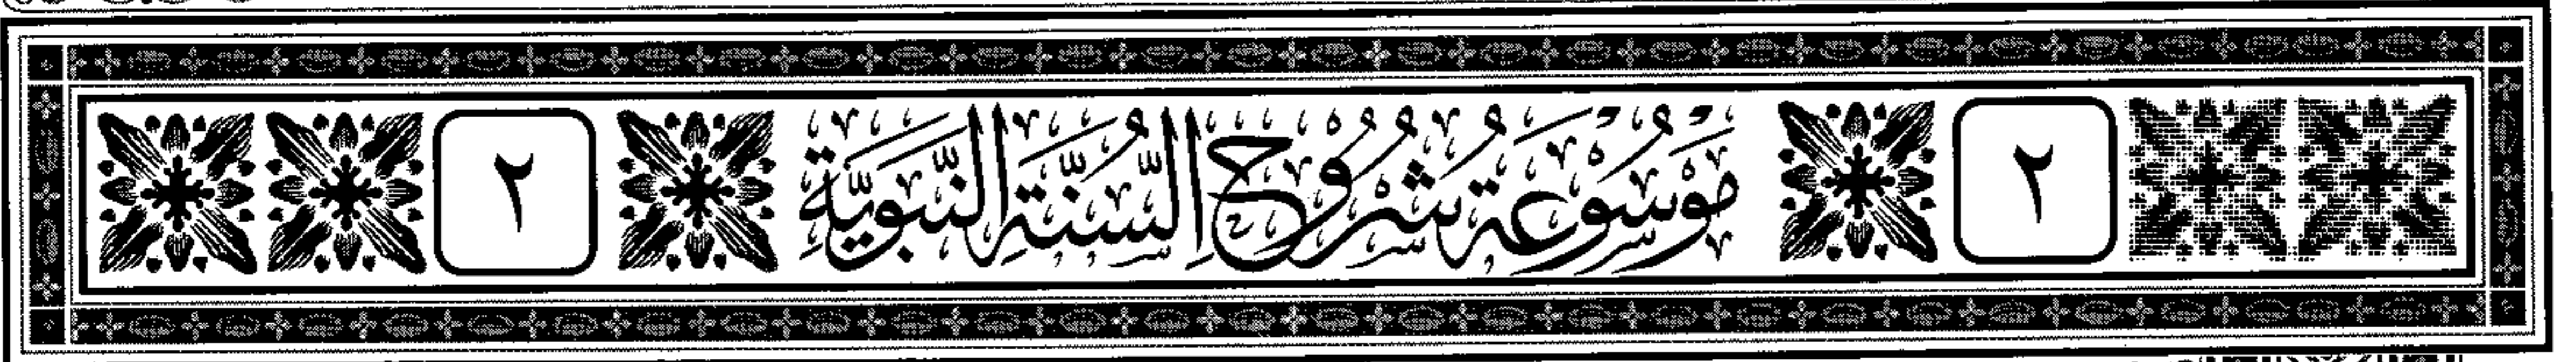 ٢ موسوعة شروح السنة النبوية ٢